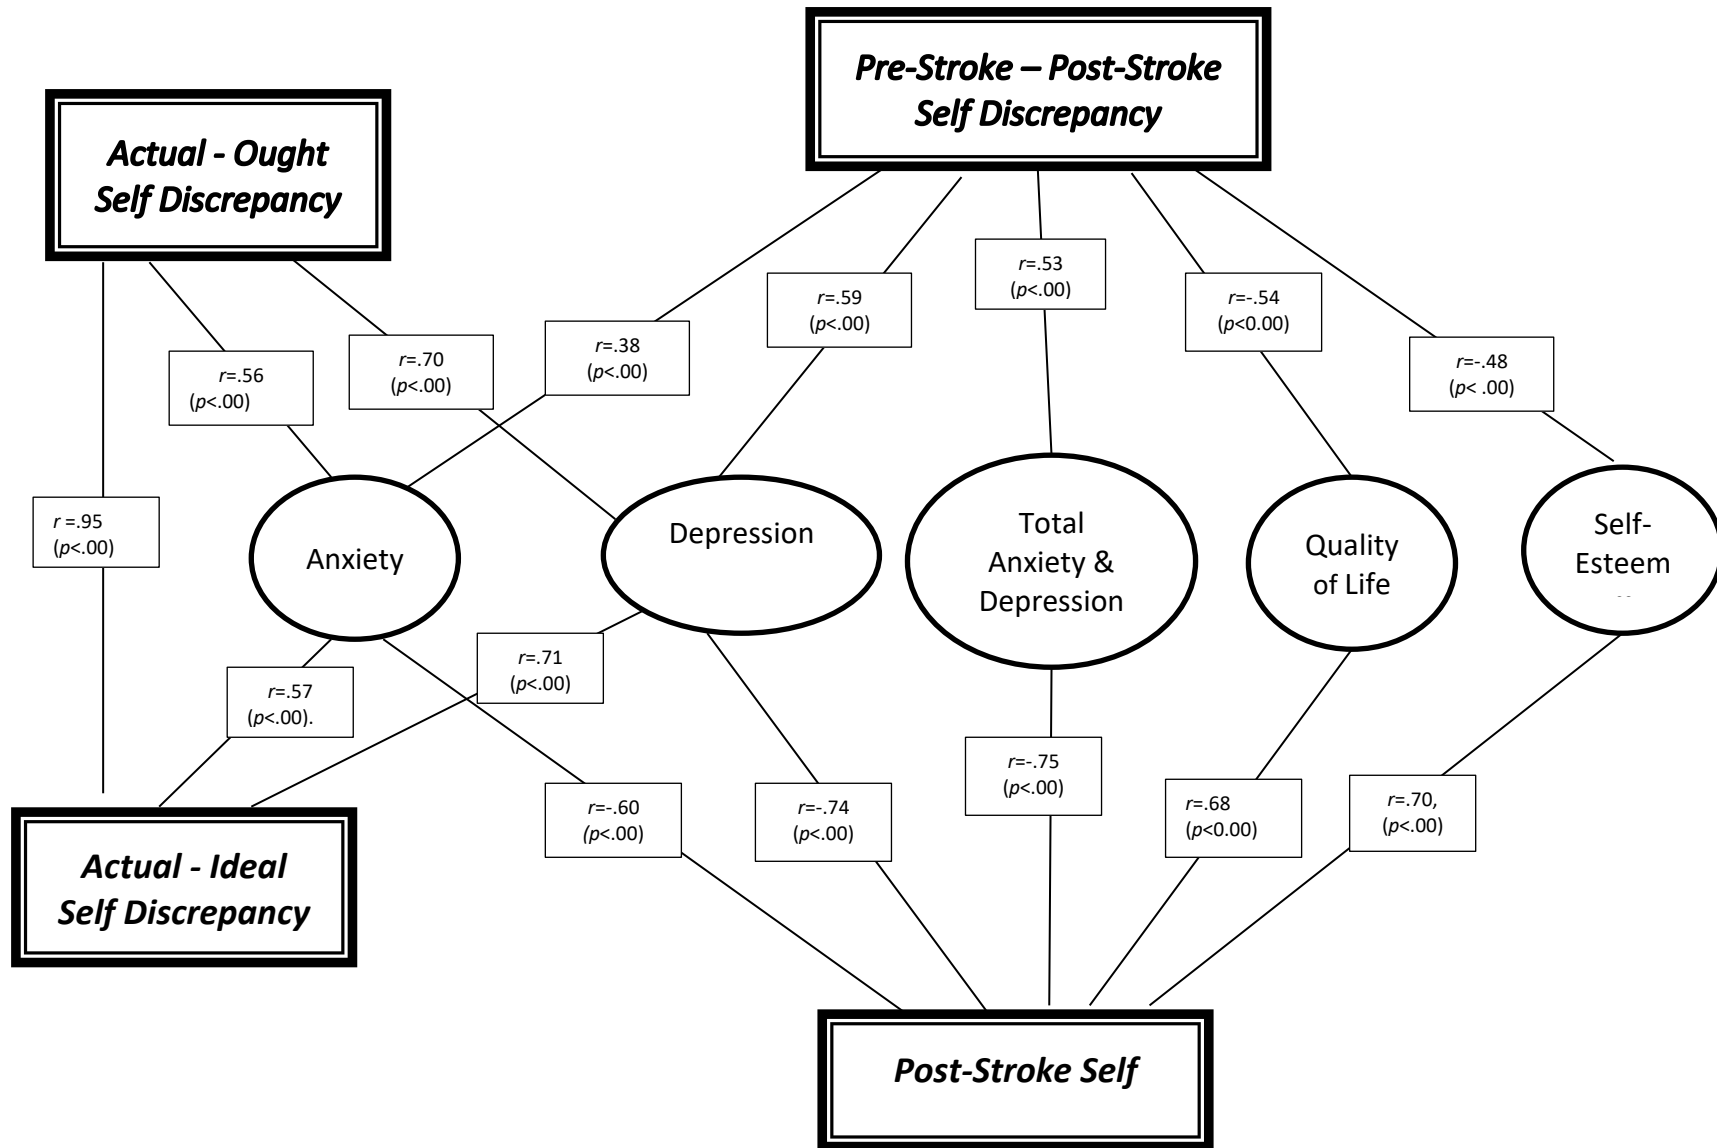 Pre-Stroke – Post-Stroke
Self Discrepancy
Actual - Ought
Self Discrepancy
r=.53
(p<.00)
r=.59
(p<.00)
r=-.54
(p<0.00)
r=.38
(p<.00)
r=.70
(p<.00)
r=.56
(p<.00)
r=-.48
(p< .00)
r =.95
(p<.00)
Anxiety
Depression
Total
Anxiety &
Depression
Quality
of Life
Self-
Esteem
r=.71
(p<.00)
r=.57
(p<.00).
r=-.75
(p<.00)
r=-.60
(p<.00)
r=-.74
(p<.00)
r=.68
(p<0.00)
r=.70,
(p<.00)
Actual - Ideal
Self Discrepancy
Post-Stroke Self